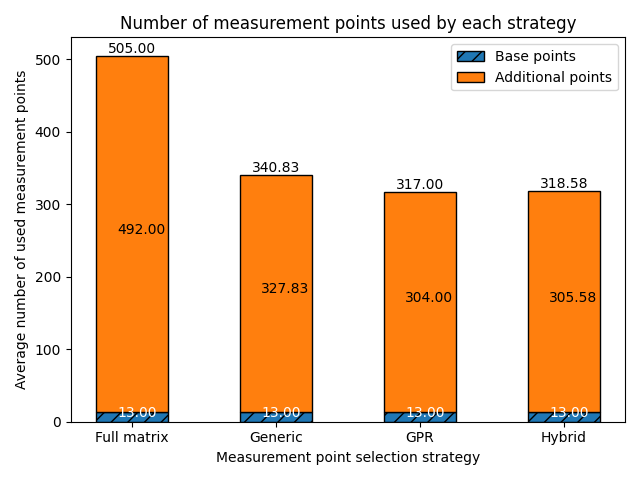 Number of measurement points used by each strategy
Average number of used measurement points
500
400
300
200
100
0
Base points
Additional points
505.00
340.83
317.00
318.58
492.00
327.83
304.00
305.58
13.00
13.00
13.00
13.00
Full matrix
Generic
GPR
Hybrid
Measurement point selection strategy